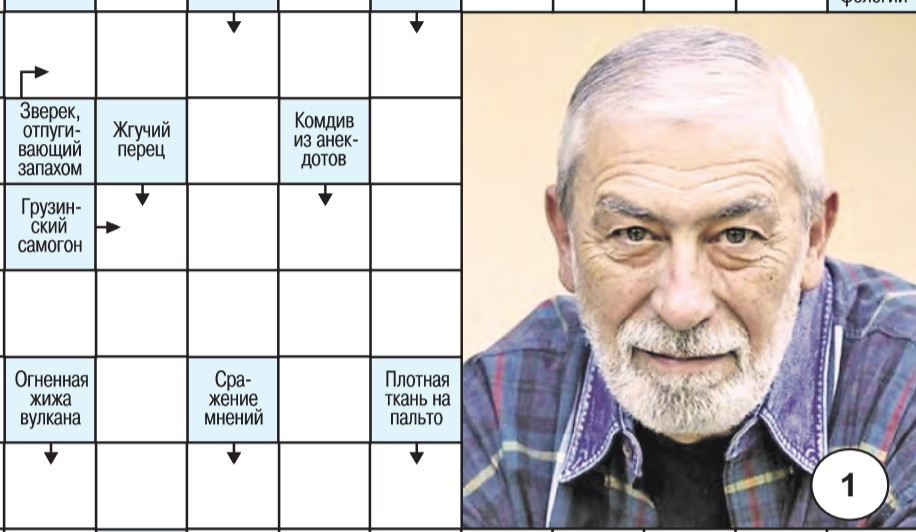 Зверек,
отпуги-
вающий
запахом
Жгучий
перец
Комдив
из анек-
дотов
Грузин-
ский
самогон
Огненная
жижа
вулкана
Сра-
жение
мнений
Плотная
ткань на
пальто
1